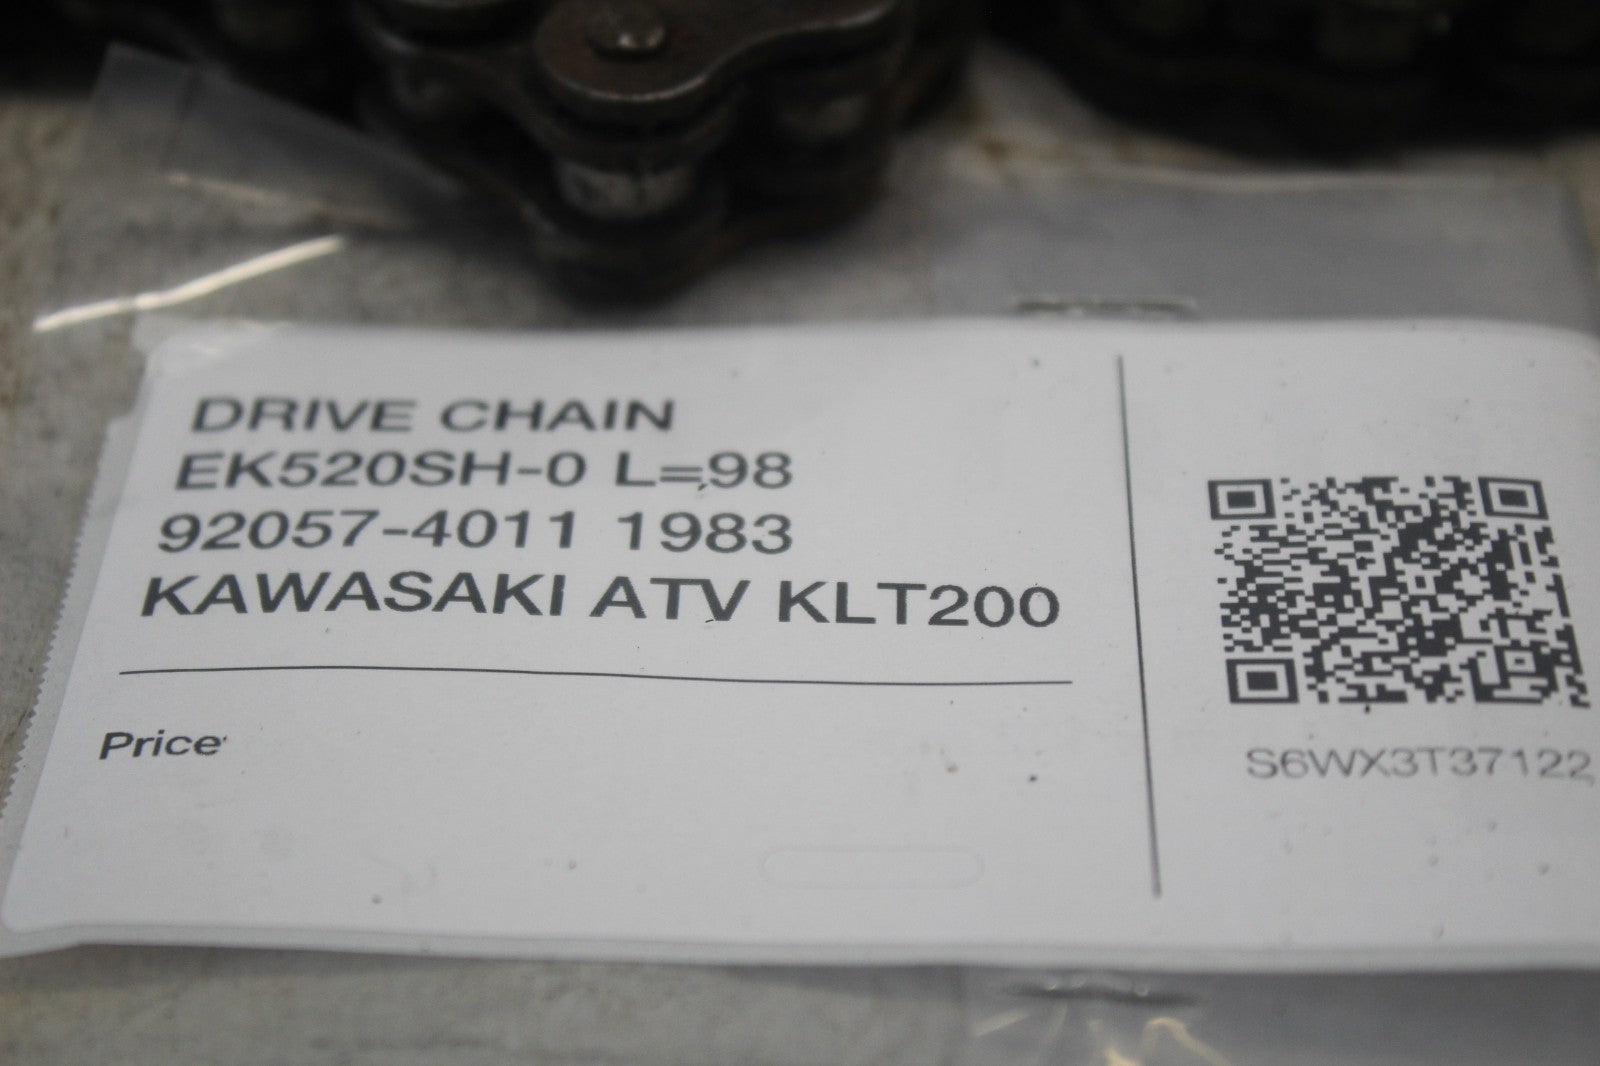 DRIVE CHAIN
EK520SH-0 L=98
92057-4011 1983
KAWASAKI ATV KLT200
Price
S6WX3T37122